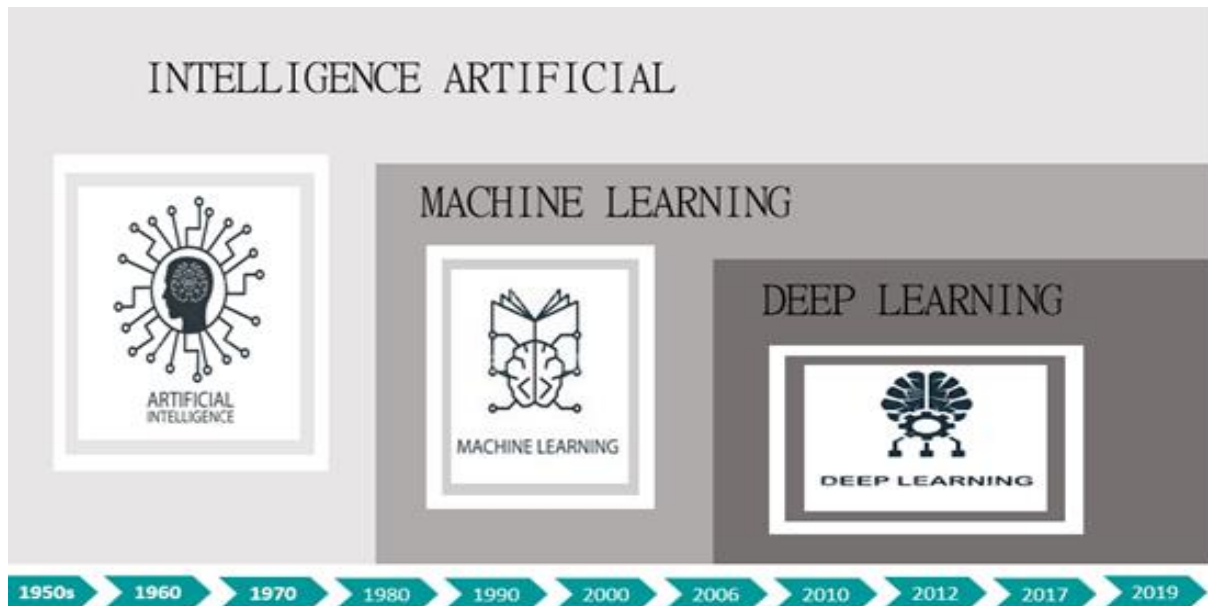 INTELLIGENCE ARTIFICIAL
MACHINE LEARNING
DEEP LEARNING
ARTIFICIAL
INTELLIGENCE
MACHINE LEARNING
DEEP LEARNING
1950s 1960 1970 1980 1990 2000 2006 2010 2012 2017 2019